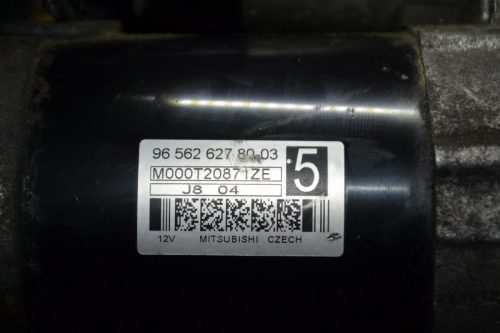 96 562 627 80-03
M000T20871ZE
5
J8 04
12V MITSUBISHI CZECH